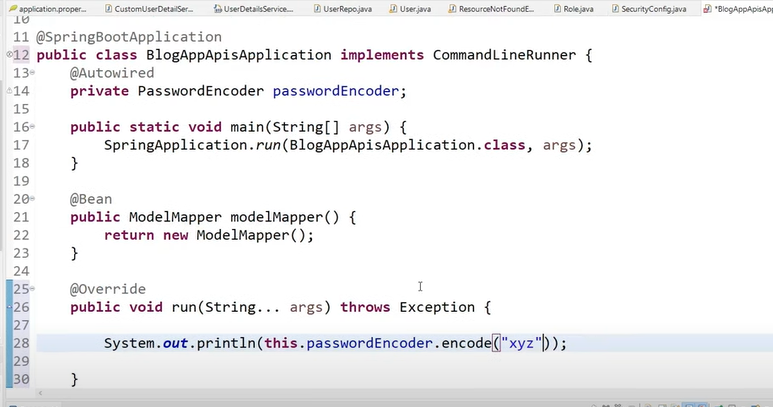 application.proper... CustomUserDetailSer... UserDetailsService... UserRepo.java User.java ResourceNotFoundE... Role.java SecurityConfig.java *BlogAppApisApp
10
11 @SpringBootApplication
12 public class BlogAppApisApplication implements CommandLineRunner {
13 @Autowired
14 private PasswordEncoder passwordEncoder;
15
16 public static void main(String[] args) {
17 SpringApplication.run(BlogAppApisApplication.class, args);
18 }
19
20 @Bean
21 public ModelMapper modelMapper() {
22 return new ModelMapper();
23 }
24
25 @Override
26 public void run(String... args) throws Exception {
27
28 System.out.println(this.passwordEncoder.encode("xyz"));
29
30 }